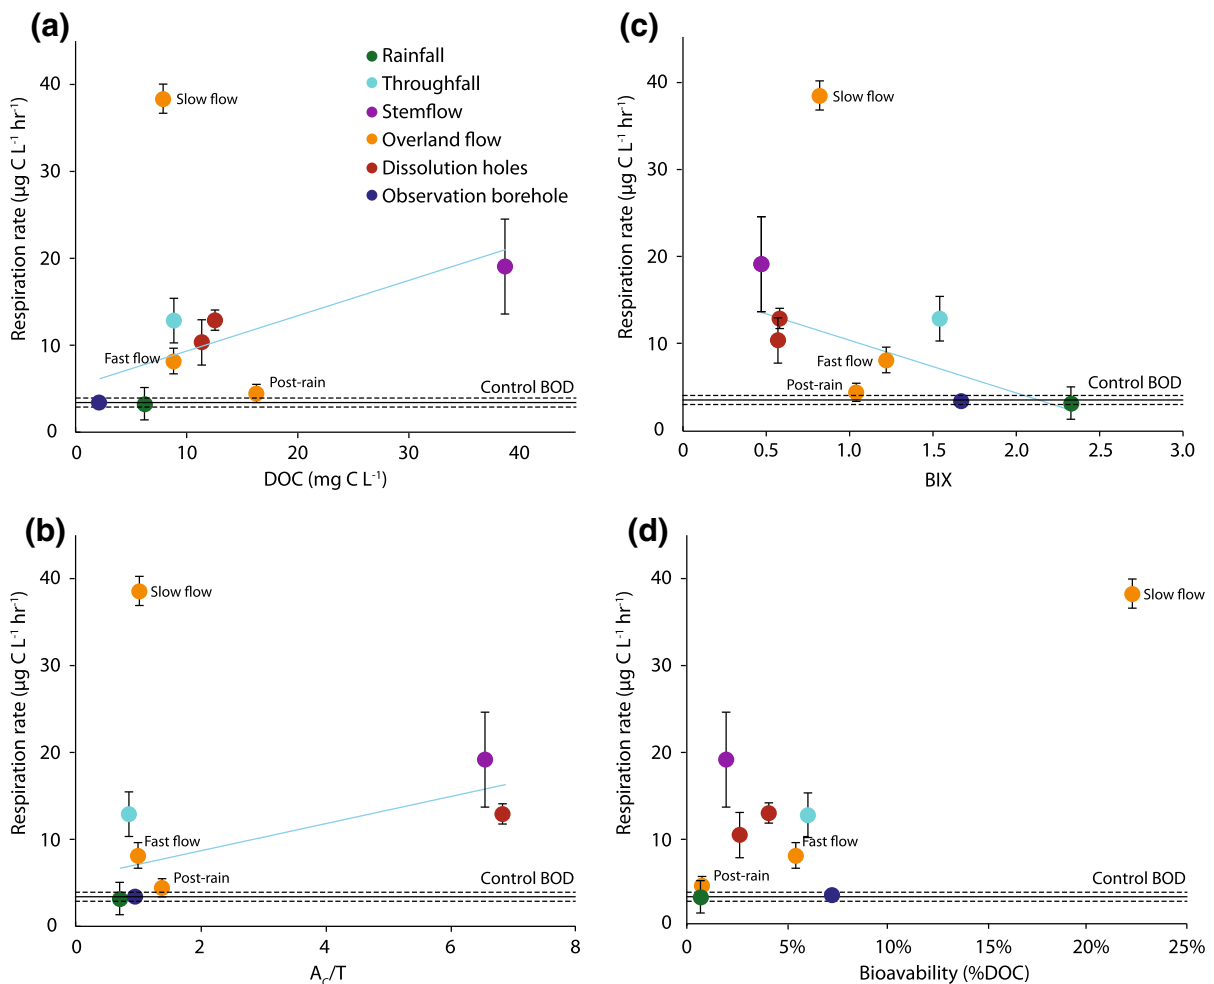 (a)
Respiration rate (µg C L⁻¹ hr⁻¹)
40
30
20
10
0
Slow flow
Rainfall
Throughfall
Stemflow
Overland flow
Dissolution holes
Observation borehole
Fast flow
Post-rain
Control BOD
0
10
20
30
40
DOC (mg C L⁻¹)
(c)
Respiration rate (µg C L⁻¹ hr⁻¹)
40
30
20
10
0
Slow flow
Fast flow
Post-rain
Control BOD
0
0.5
1.0
1.5
2.0
2.5
3.0
BIX
(b)
Respiration rate (µg C L⁻¹ hr⁻¹)
40
30
20
10
0
Slow flow
Fast flow
Post-rain
Control BOD
0
2
4
6
8
A_C/T
(d)
Respiration rate (µg C L⁻¹ hr⁻¹)
40
30
20
10
0
Slow flow
Fast flow
Post-rain
Control BOD
0
5%
10%
15%
20%
25%
Bioavability (%DOC)